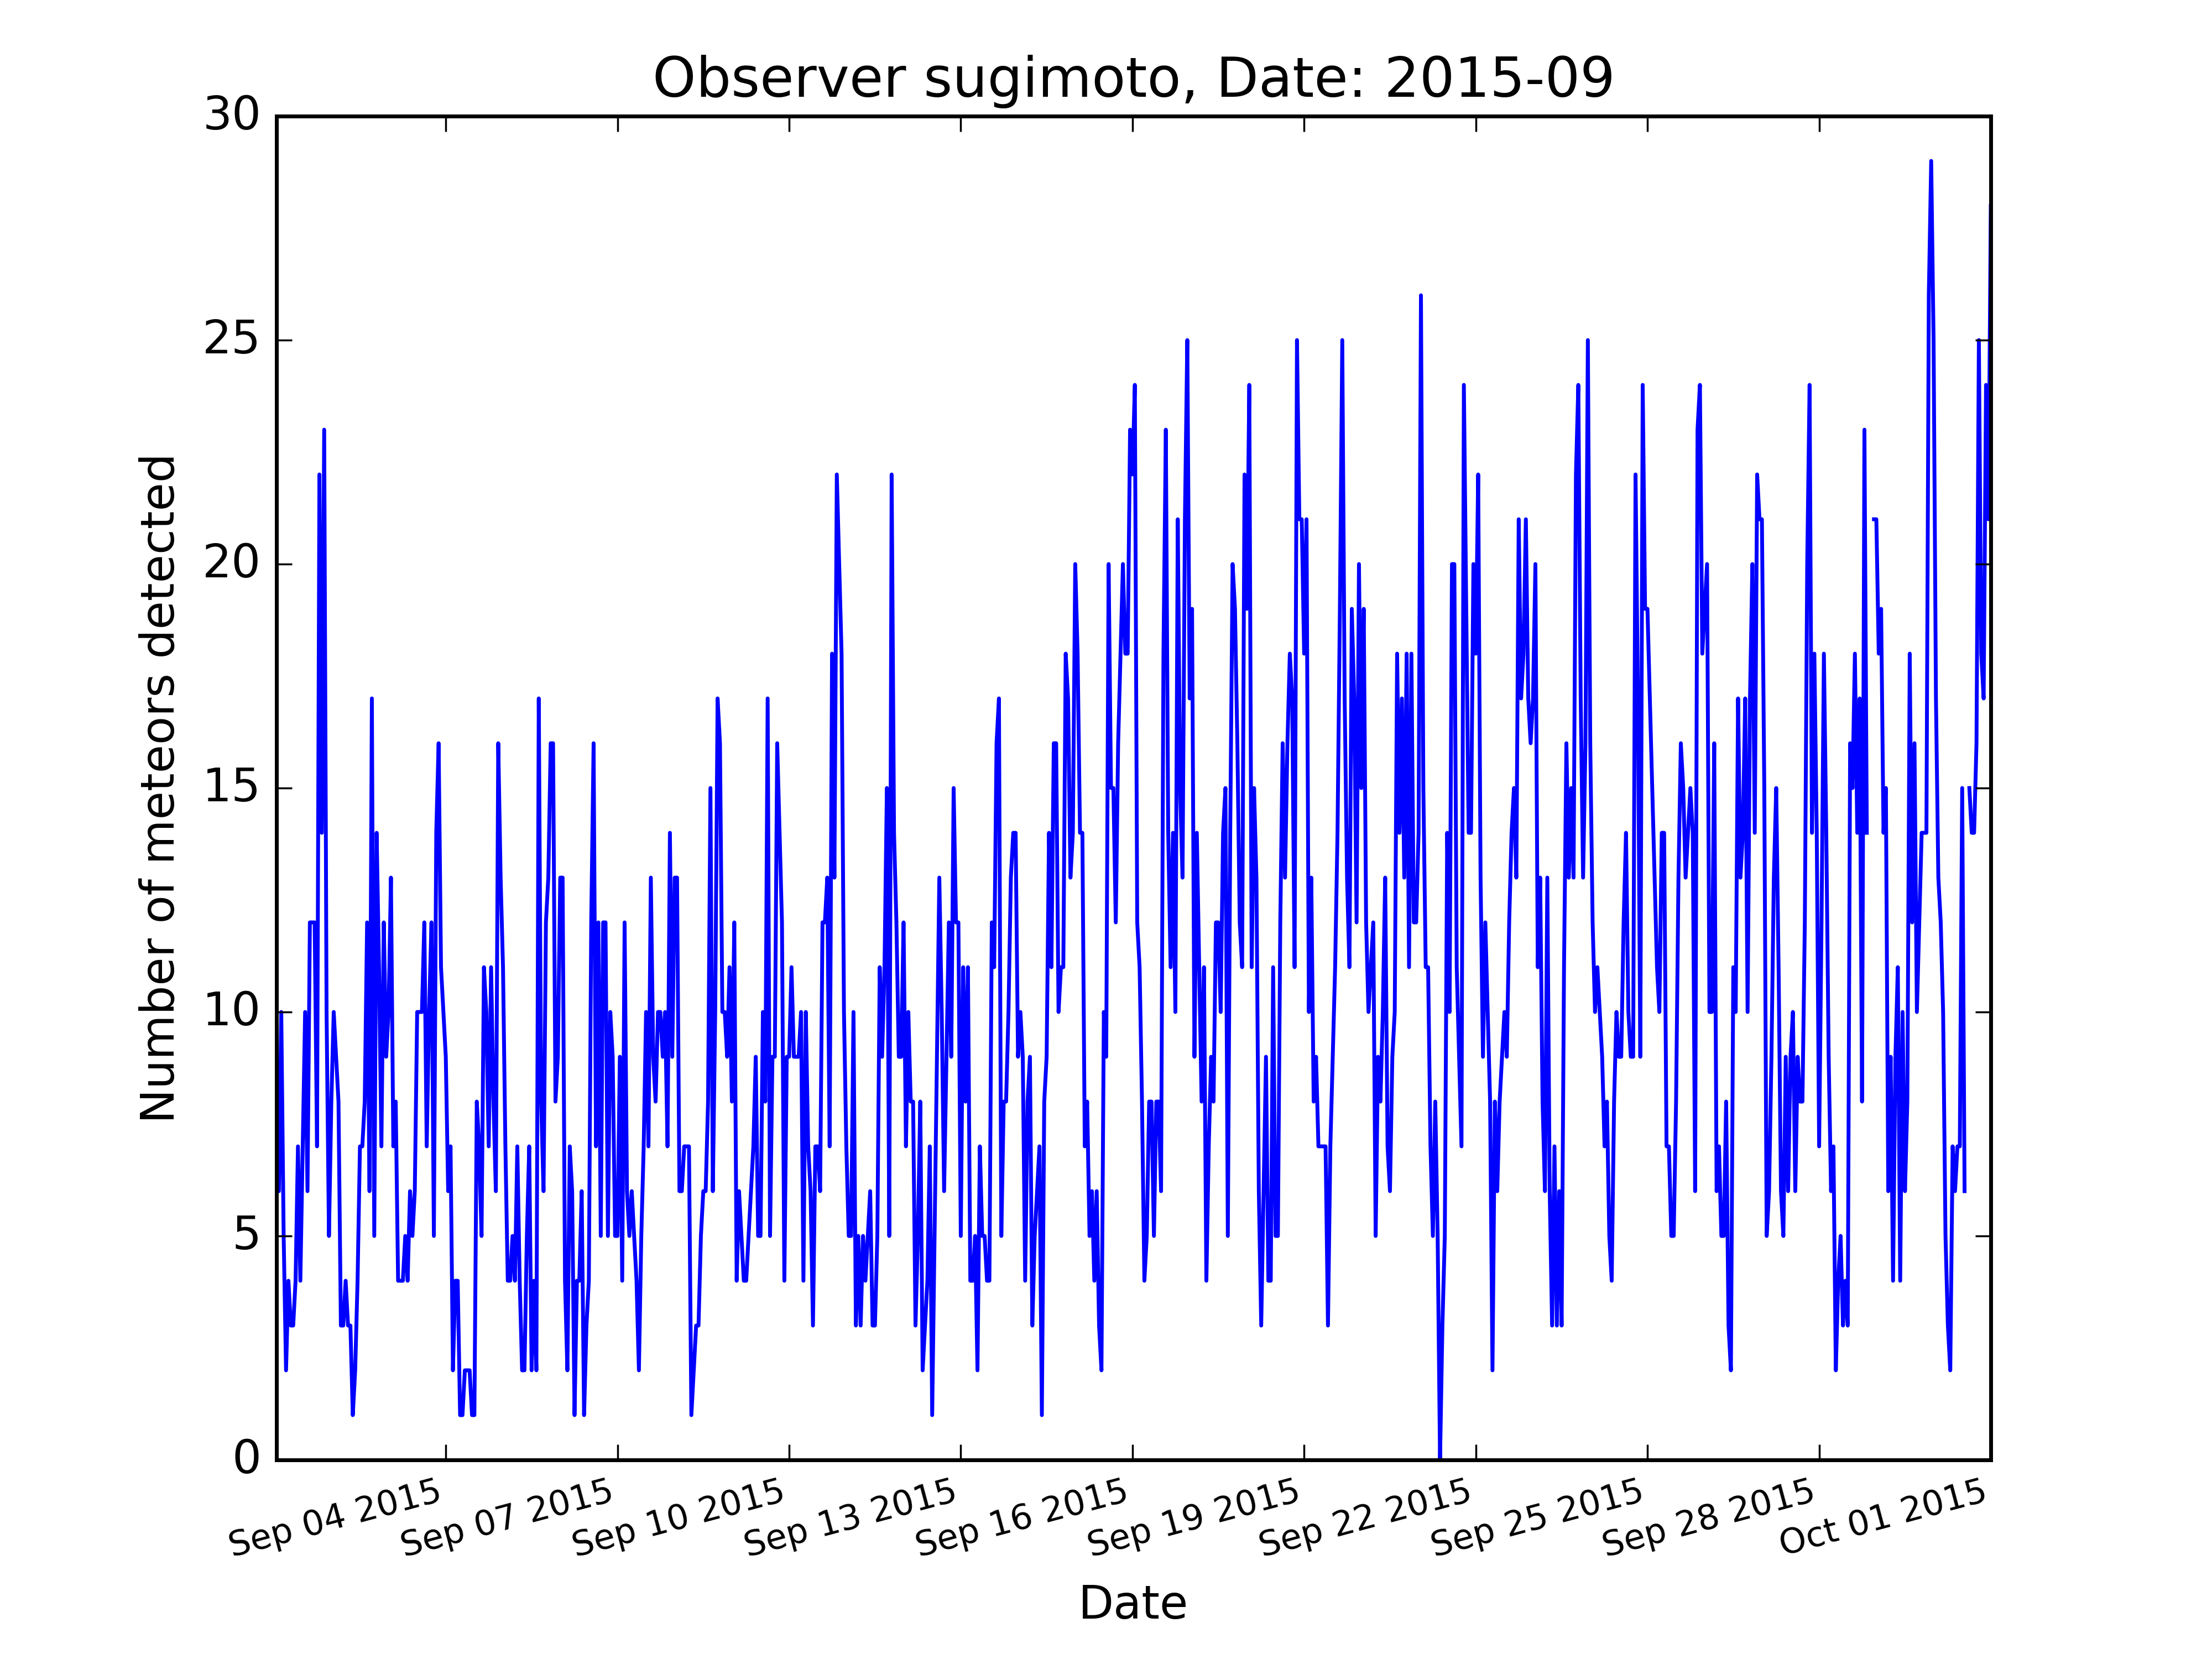 Observer sugimoto, Date: 2015-09
30
25
20
15
10
5
0
Number of meteors detected
Sep 04 2015
Sep 07 2015
Sep 10 2015
Sep 13 2015
Sep 16 2015
Sep 19 2015
Sep 22 2015
Sep 25 2015
Sep 28 2015
Oct 01 2015
Date